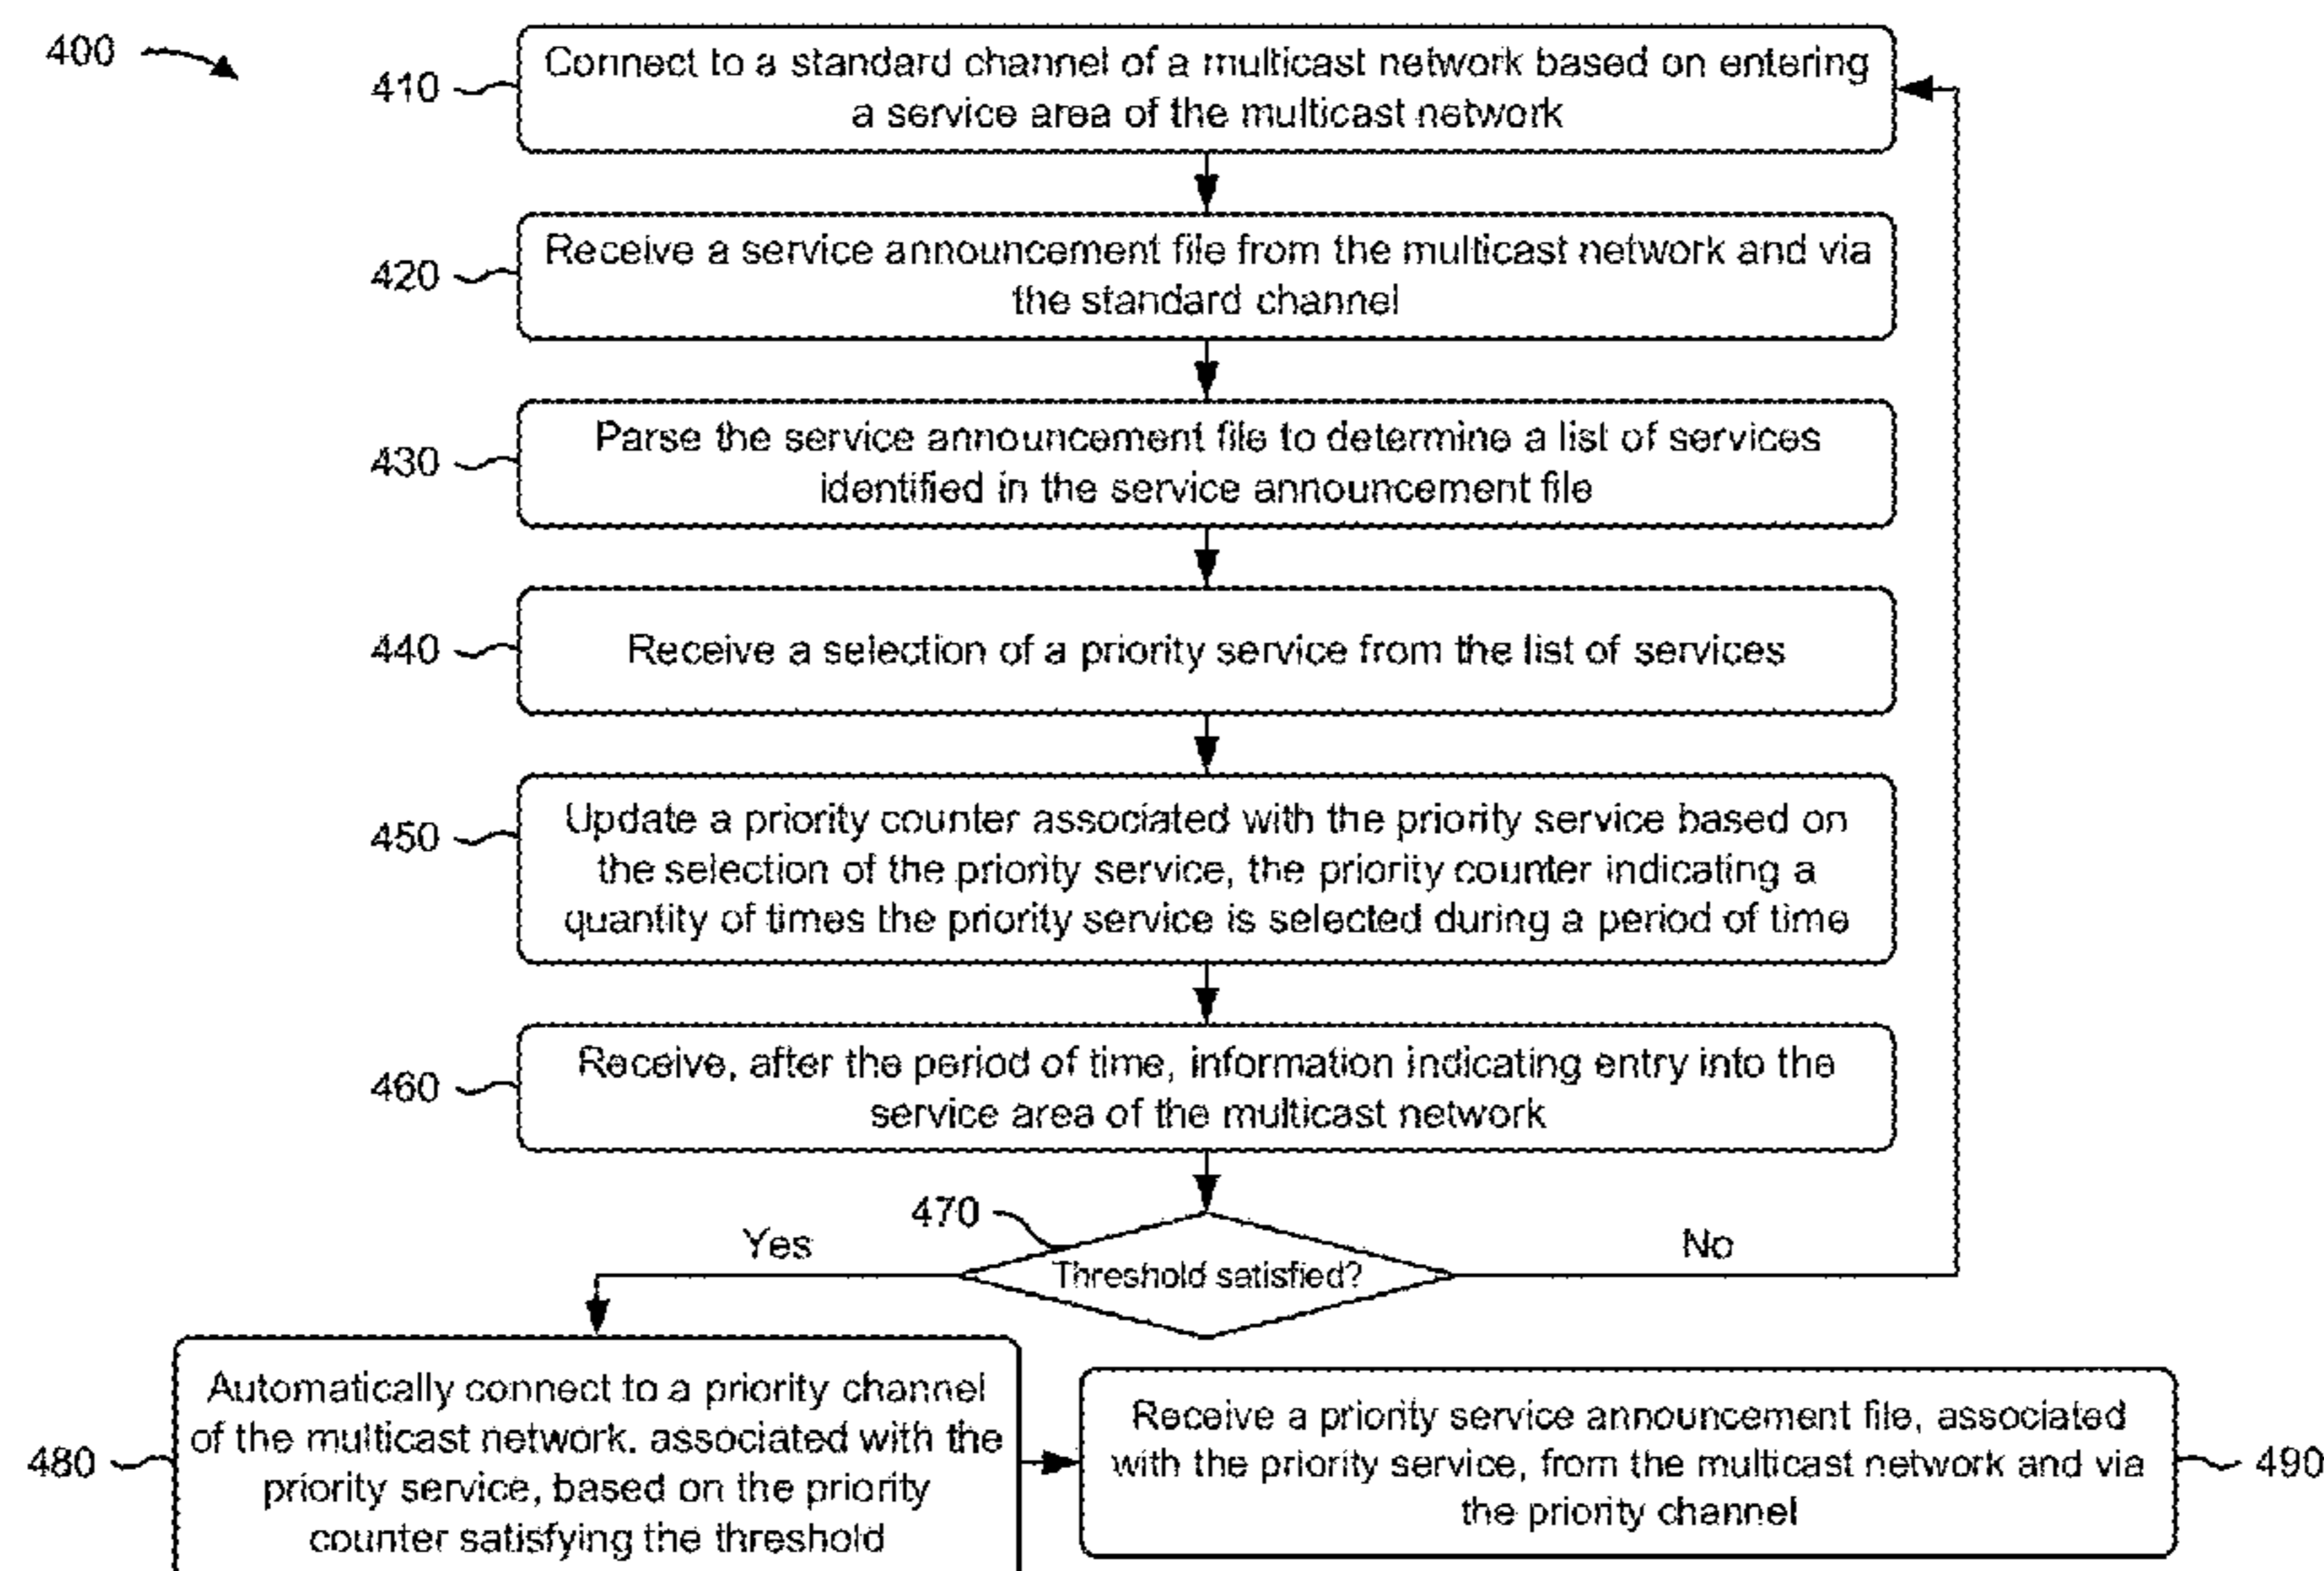 400
410
Connect to a standard channel of a multicast network based on entering
a service area of the multicast network
420
Receive a service announcement file from the multicast network and via
the standard channel
430
Parse the service announcement file to determine a list of services
identified in the service announcement file
440
Receive a selection of a priority service from the list of services
450
Update a priority counter associated with the priority service based on
the selection of the priority service, the priority counter indicating a
quantity of times the priority service is selected during a period of time
460
Receive, after the period of time, information indicating entry into the
service area of the multicast network
470
Yes
Threshold satisfied?
No
480
Automatically connect to a priority channel
of the multicast network. associated with the
priority service, based on the priority
counter satisfying the threshold
Receive a priority service announcement file, associated
with the priority service, from the multicast network and via
the priority channel
490